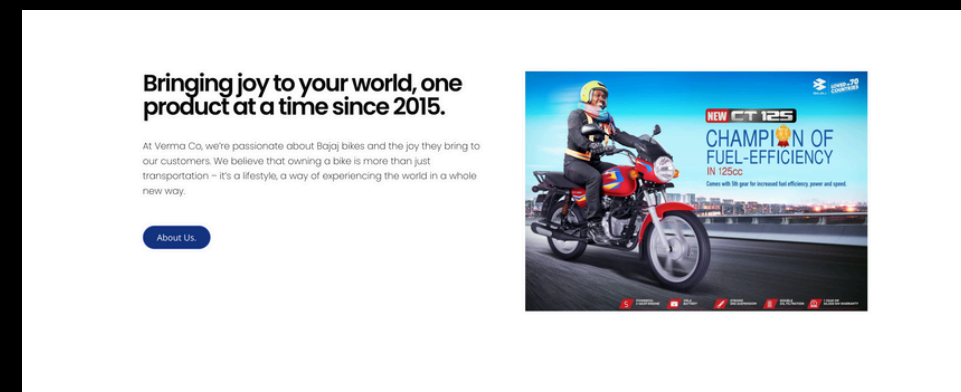 Bringing joy to your world, one
product at a time since 2015.
At Verma Co, we're passionate about Bajaj bikes and the joy they bring to
our customers. We believe that owning a bike is more than just
transportation – it's a lifestyle, a way of experiencing the world in a whole
new way.
About Us.
NEW CT 125
CHAMPION OF
FUEL-EFFICIENCY
IN 125cc
Comes with 5th gear for increased fuel efficiency, power and speed.
70
COUNTRIES
5